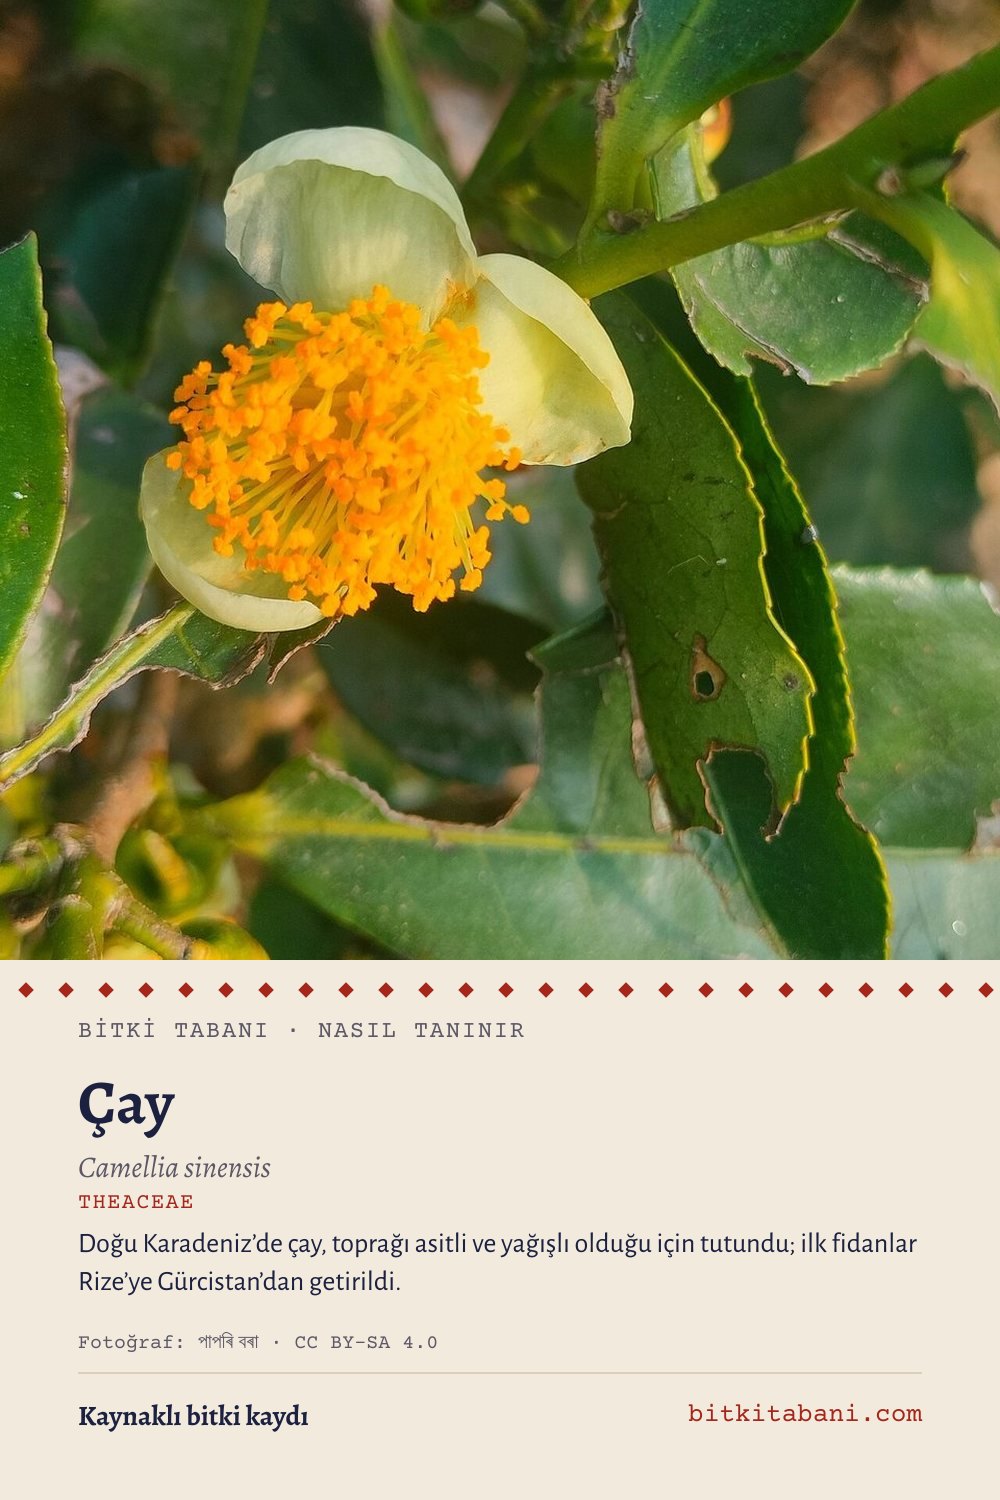 BİTKİ TABANI · NASIL TANINIR
Çay
Camellia sinensis
THEACEAE
Doğu Karadeniz’de çay, toprağı asitli ve yağışlı olduğu için tutundu; ilk fidanlar
Rize’ye Gürcistan’dan getirildi.
Fotoğraf: পাপৰি বৰা · CC BY-SA 4.0
Kaynaklı bitki kaydı
bitkitabani.com